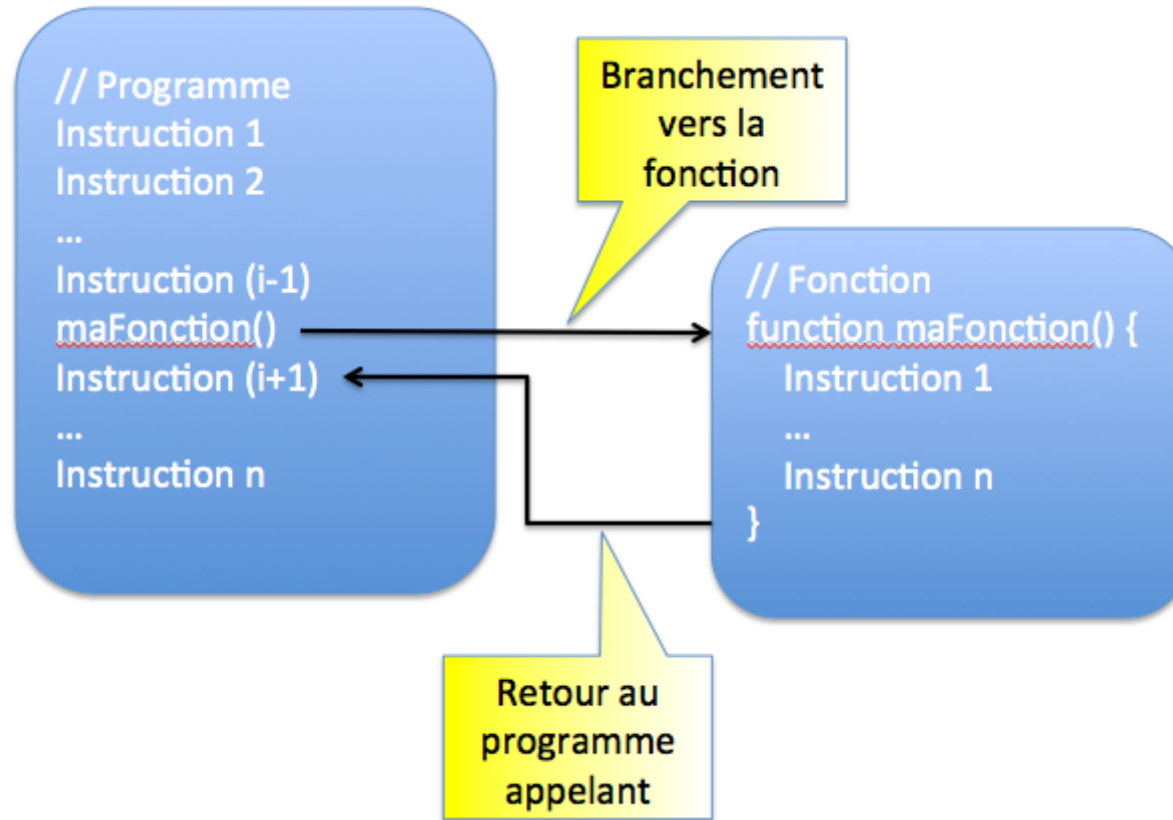 // Programme
Instruction 1
Instruction 2
...
Instruction (i-1)
maFonction()
Instruction (i+1)
...
Instruction n
Branchement
vers la
fonction
// Fonction
function maFonction() {
Instruction 1
...
Instruction n
}
Retour au
programme
appelant